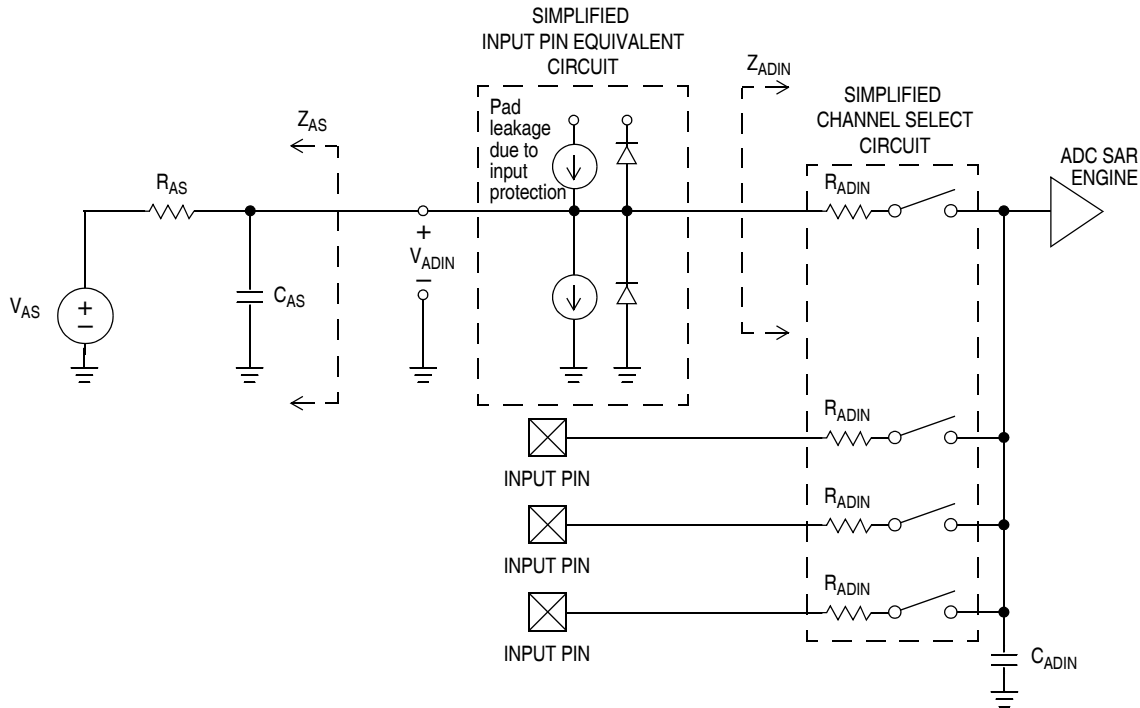 SIMPLIFIED
INPUT PIN EQUIVALENT
CIRCUIT
Pad
leakage
due to
input
protection
Z_ADIN
SIMPLIFIED
CHANNEL SELECT
CIRCUIT
ADC SAR
ENGINE
Z_AS
R_AS
R_ADIN
+
V_ADIN
−
V_AS
+
−
C_AS
R_ADIN
INPUT PIN
R_ADIN
INPUT PIN
R_ADIN
INPUT PIN
C_ADIN